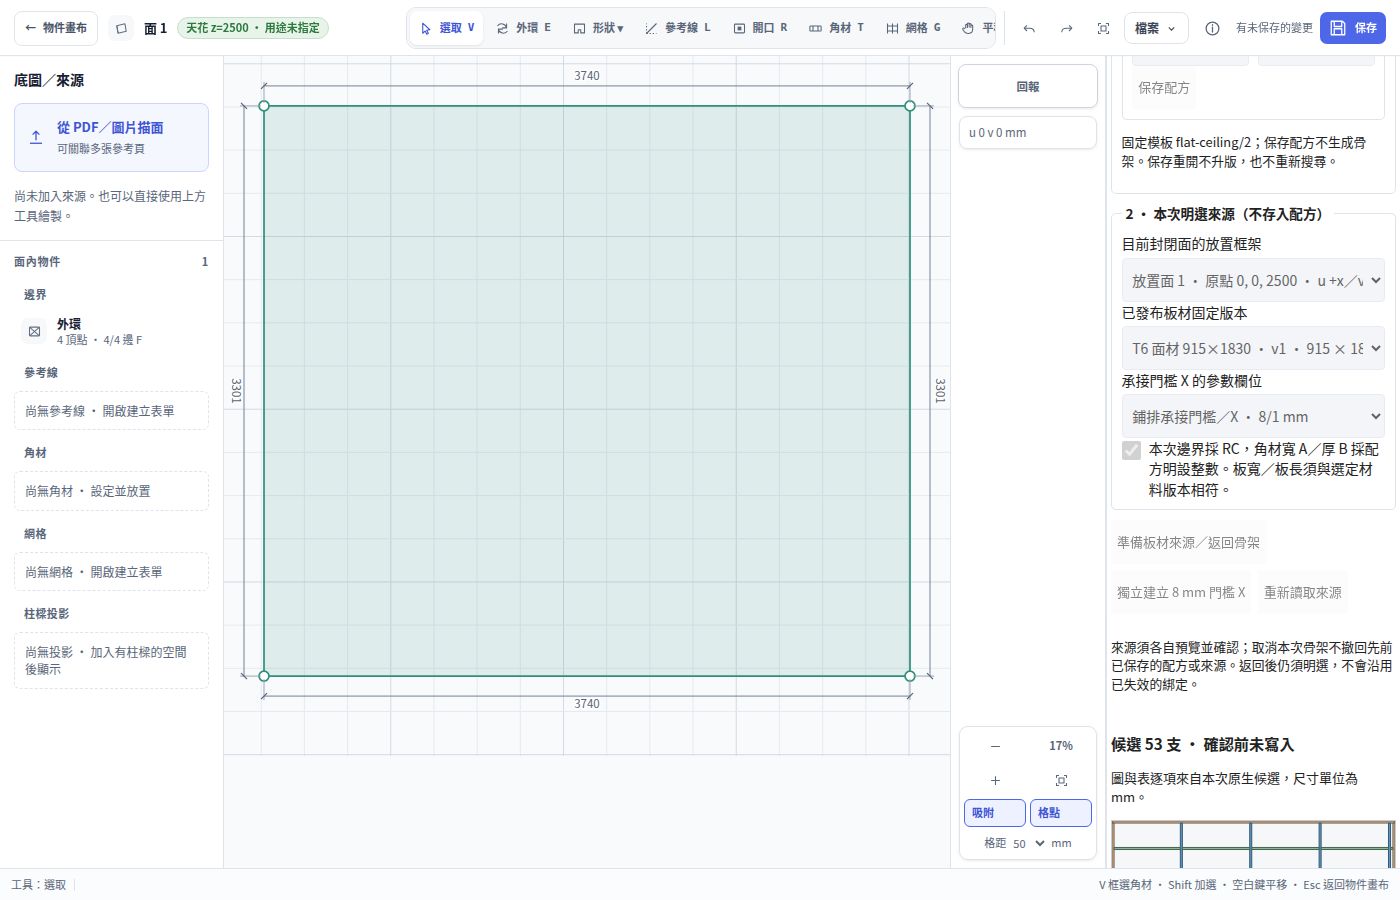 ← 物件畫布
面 1
天花 z=2500 · 用途未指定
選取 V
外環 E
形狀▾
參考線 L
開口 R
角材 T
網格 G
檔案
有未保存的變更
保存
底圖／來源
從 PDF／圖片描面
可關聯多張參考頁
尚未加入來源。也可以直接使用上方
工具繪製。
面內物件 1
邊界
外環
4 頂點 · 4/4 邊 F
參考線
尚無參考線 · 開啟建立表單
角材
尚無角材 · 設定並放置
網格
尚無網格 · 開啟建立表單
柱樑投影
尚無投影 · 加入有柱樑的空間
後顯示
3740
3301
3301
3740
回報
u 0 v 0 mm
− 17%
+
吸附 格點
格距 50 mm
保存配方
固定模板 flat-ceiling/2；保存配方不生成骨
架。保存重開不升版，也不重新搜尋。
2 · 本次明選來源（不存入配方）
目前封閉面的放置框架
放置面 1 · 原點 0, 0, 2500 · u +x／v
已發布板材固定版本
T6 面材 915×1830 · v1 · 915 × 18
承接門檻 X 的參數欄位
鋪排承接門檻／X · 8/1 mm
本次邊界採 RC，角材寬 A／厚 B 採配
方明設整數。板寬／板長須與選定材
料版本相符。
準備板材來源／返回骨架
獨立建立 8 mm 門檻 X
重新讀取來源
來源須各自預覽並確認；取消本次骨架不撤回先前
已保存的配方或來源。返回後仍須明選，不會沿用
已失效的綁定。
候選 53 支 · 確認前未寫入
圖與表逐項來自本次原生候選，尺寸單位為
mm。
工具：選取
V 框選角材 · Shift 加選 · 空白鍵平移 · Esc 返回物件畫布